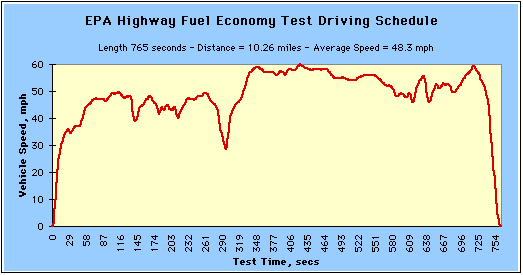 EPA Highway Fuel Economy Test Driving Schedule
Length 765 seconds - Distance = 10.26 miles - Average Speed = 48.3 mph
Vehicle Speed, mph
60
50
40
30
20
10
0
0 29 58 87 116 145 174 203 232 261 290 319 348 377 406 435 464 493 522 551 580 609 638 667 696 725 754
Test Time, secs